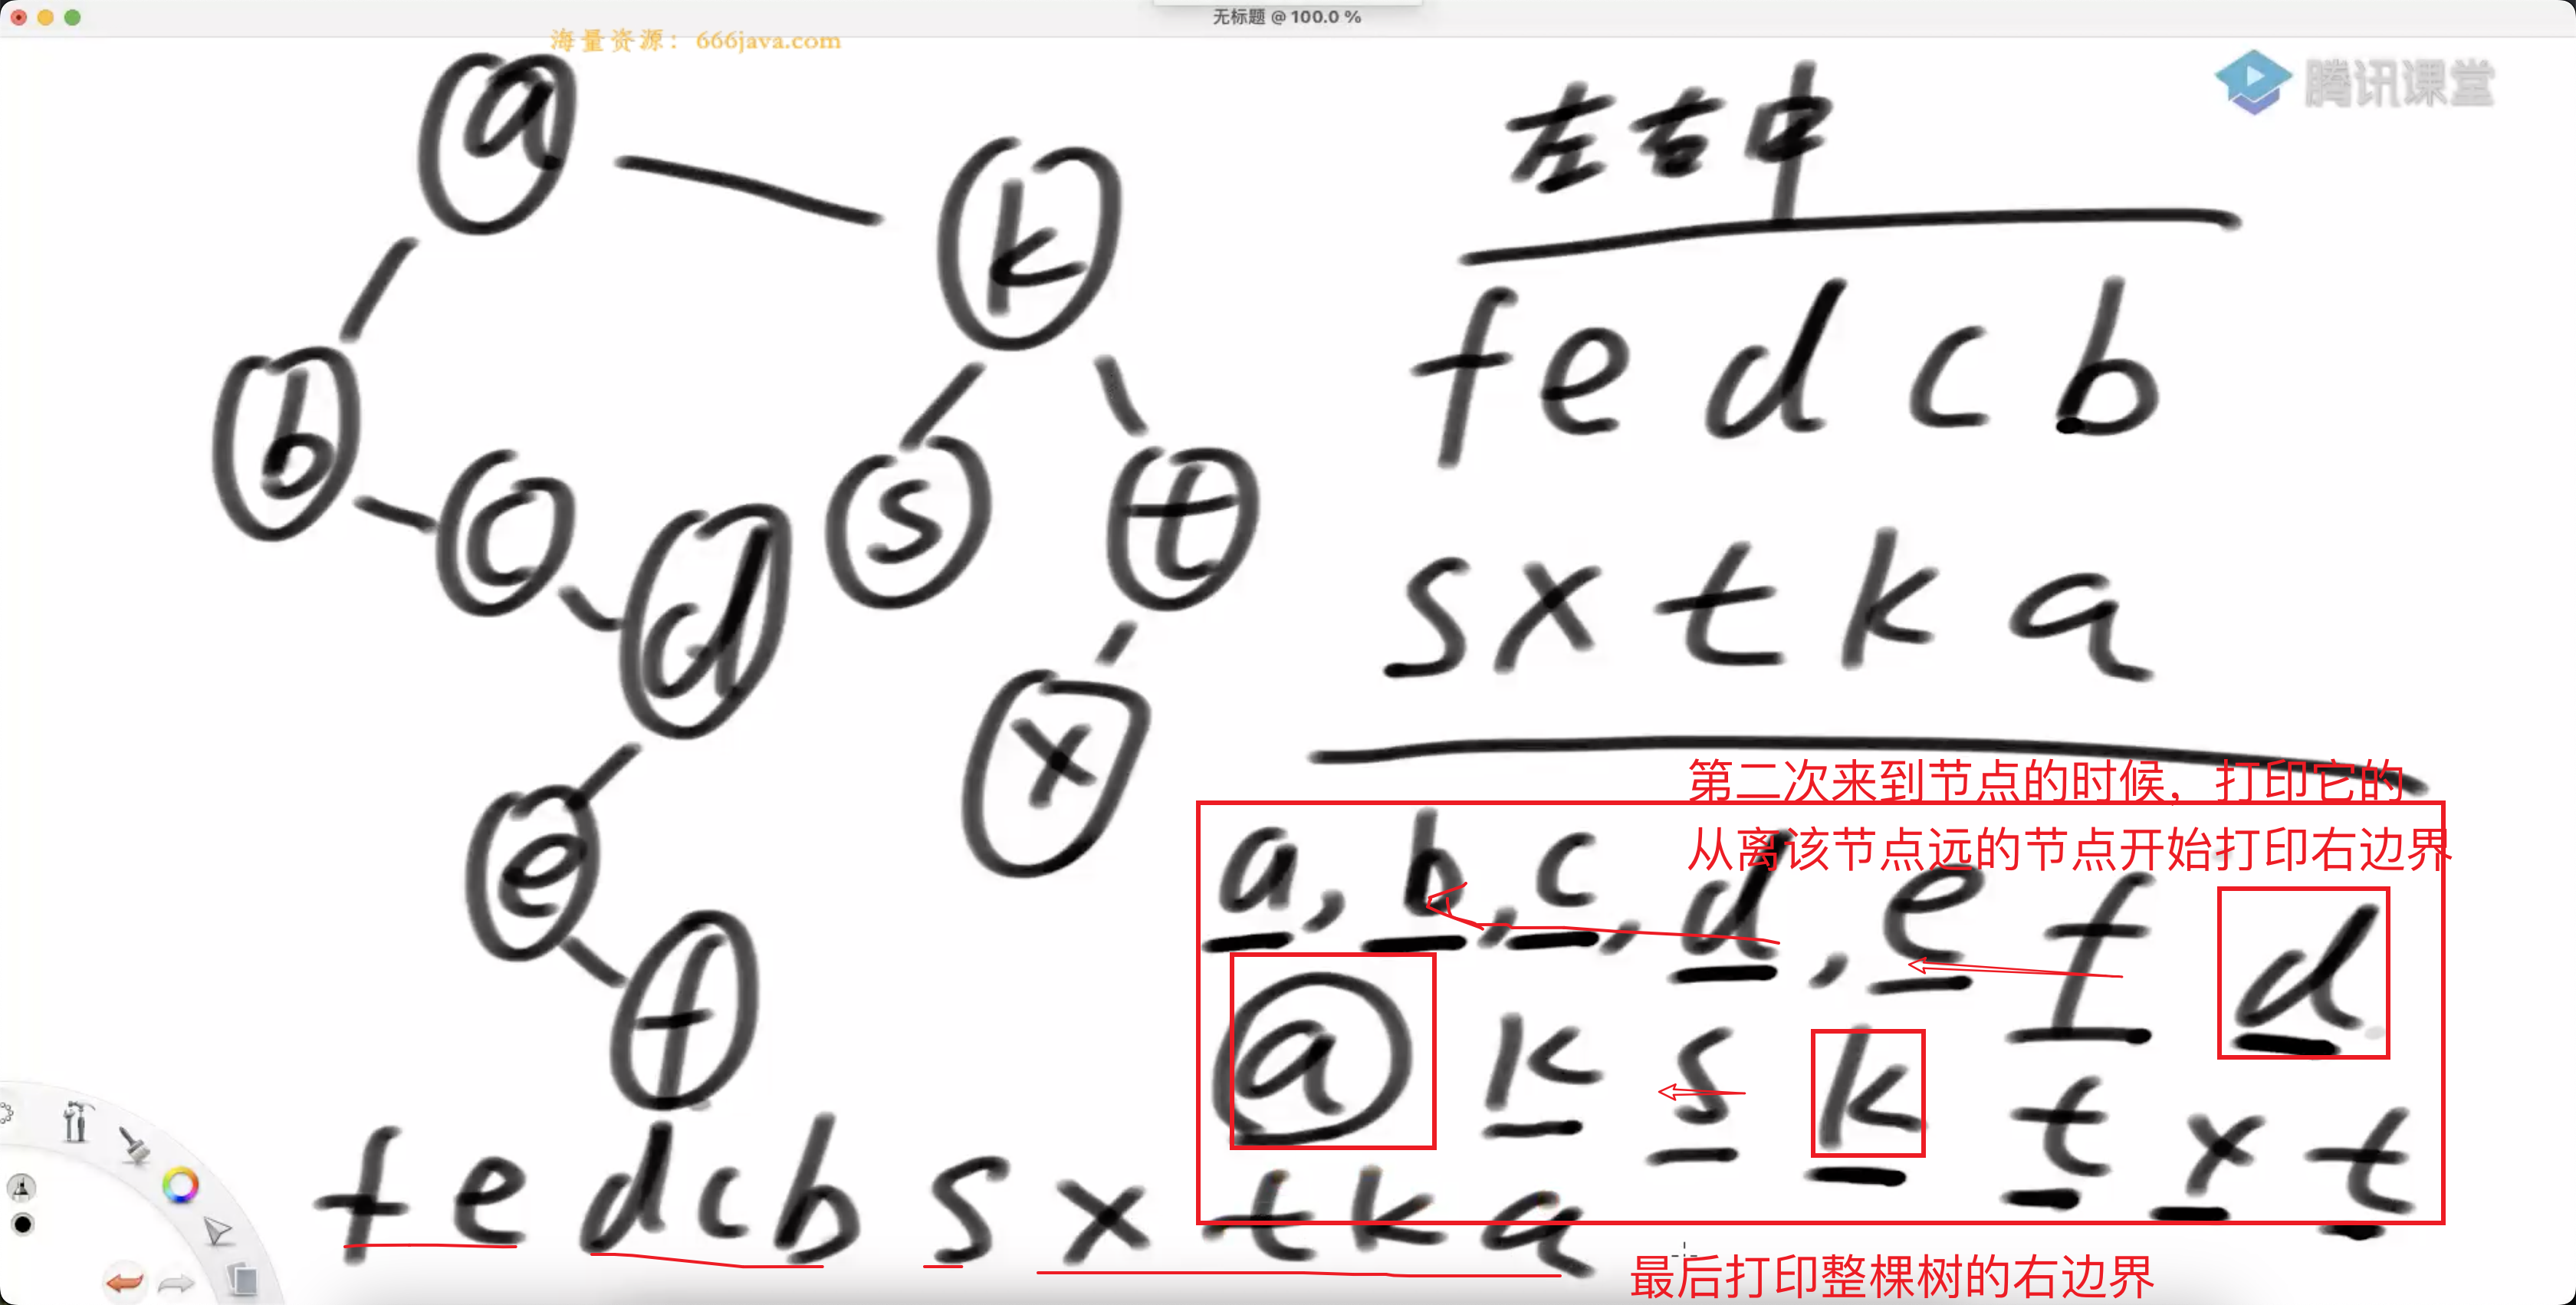 无标题 @ 100.0 %
海量资源：666java.com
腾讯课堂
a
k
b
c
d
s
t
x
e
f
左右中
f e d c b
s x t k a
第二次来到节点的时候，打印它的
从离该节点远的节点开始打印右边界
a, b, c, d, e f d
a k s k t x t
f e d c b s x t k a
最后打印整棵树的右边界